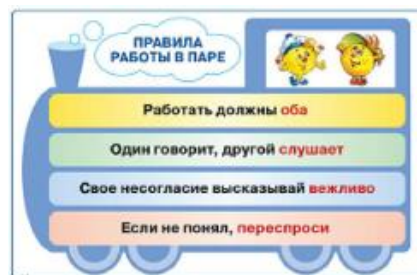 ПРАВИЛА
РАБОТЫ В ПАРЕ
Работать должны оба
Один говорит, другой слушает
Свое несогласие высказывай вежливо
Если не понял, переспроси